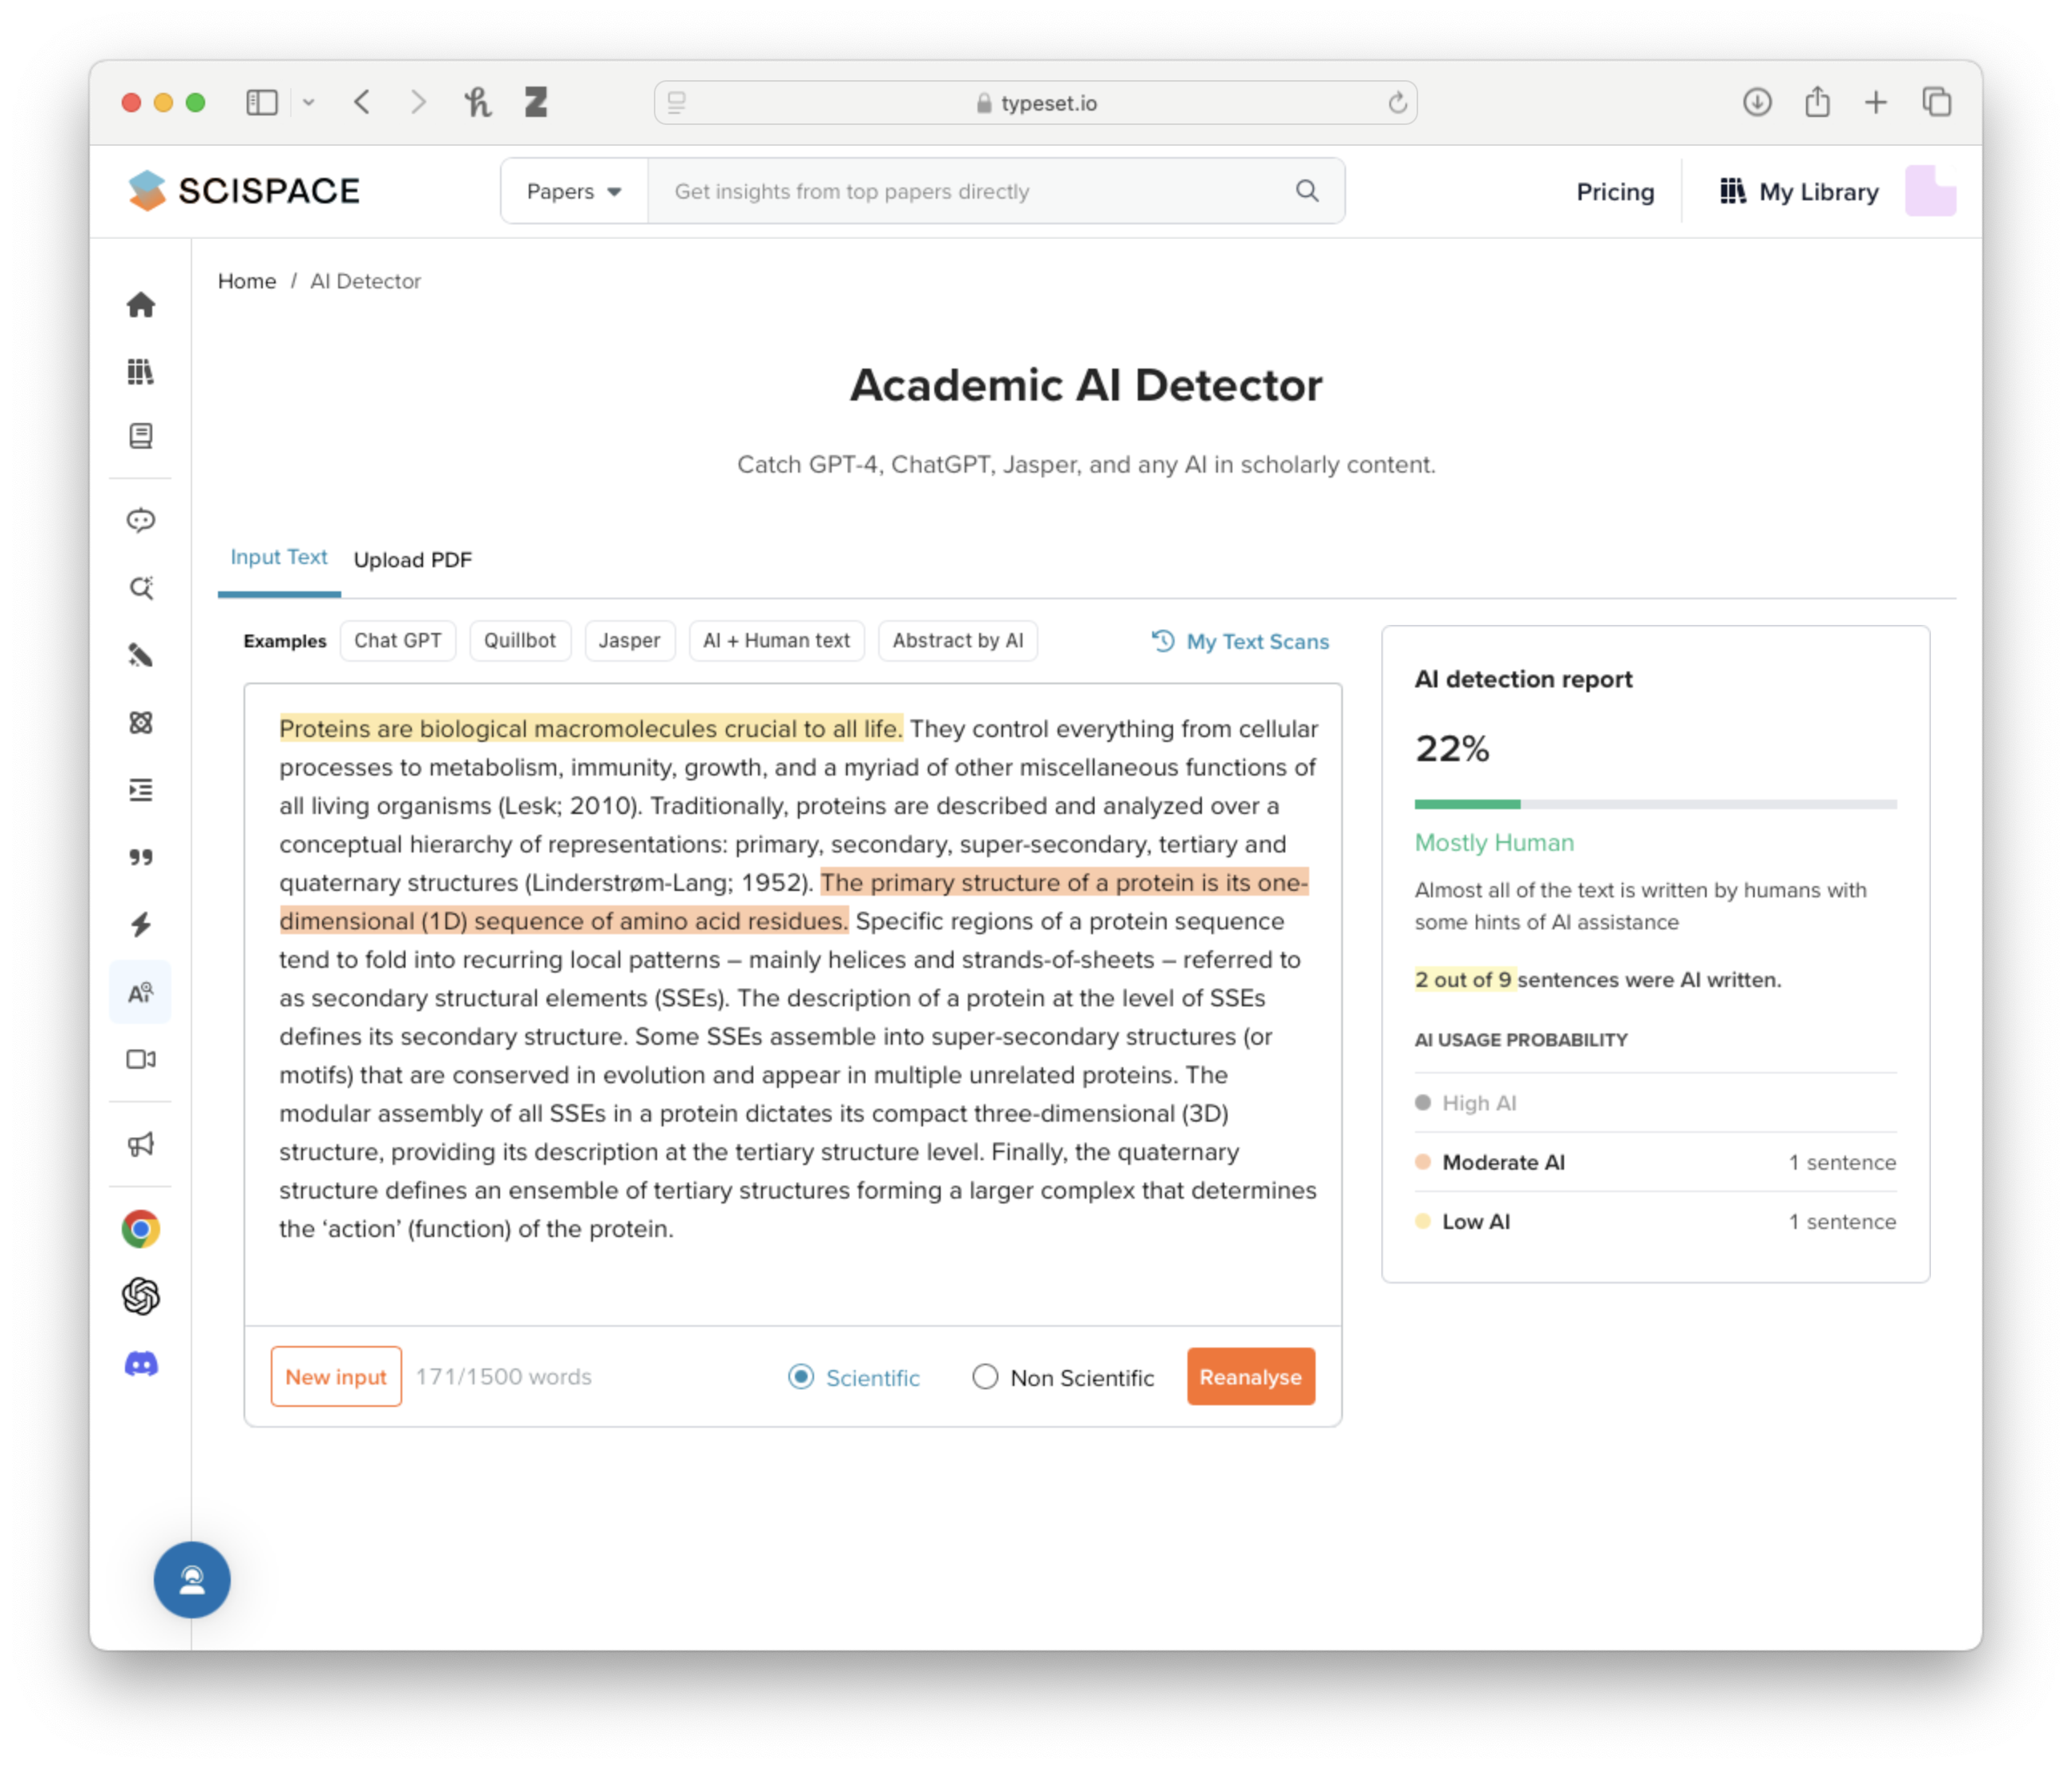 typeset.io
SCISPACE
Papers
Get insights from top papers directly
Pricing
My Library
Home / AI Detector
Academic AI Detector
Catch GPT-4, ChatGPT, Jasper, and any AI in scholarly content.
Input Text
Upload PDF
Examples
Chat GPT
Quillbot
Jasper
AI + Human text
Abstract by AI
My Text Scans
Proteins are biological macromolecules crucial to all life. They control everything from cellular
processes to metabolism, immunity, growth, and a myriad of other miscellaneous functions of
all living organisms (Lesk; 2010). Traditionally, proteins are described and analyzed over a
conceptual hierarchy of representations: primary, secondary, super-secondary, tertiary and
quaternary structures (Linderstrøm-Lang; 1952). The primary structure of a protein is its one-
dimensional (1D) sequence of amino acid residues. Specific regions of a protein sequence
tend to fold into recurring local patterns – mainly helices and strands-of-sheets – referred to
as secondary structural elements (SSEs). The description of a protein at the level of SSEs
defines its secondary structure. Some SSEs assemble into super-secondary structures (or
motifs) that are conserved in evolution and appear in multiple unrelated proteins. The
modular assembly of all SSEs in a protein dictates its compact three-dimensional (3D)
structure, providing its description at the tertiary structure level. Finally, the quaternary
structure defines an ensemble of tertiary structures forming a larger complex that determines
the ‘action’ (function) of the protein.
New input
171/1500 words
Scientific
Non Scientific
Reanalyse
AI detection report
22%
Mostly Human
Almost all of the text is written by humans with
some hints of AI assistance
2 out of 9 sentences were AI written.
AI USAGE PROBABILITY
High AI
Moderate AI 1 sentence
Low AI 1 sentence